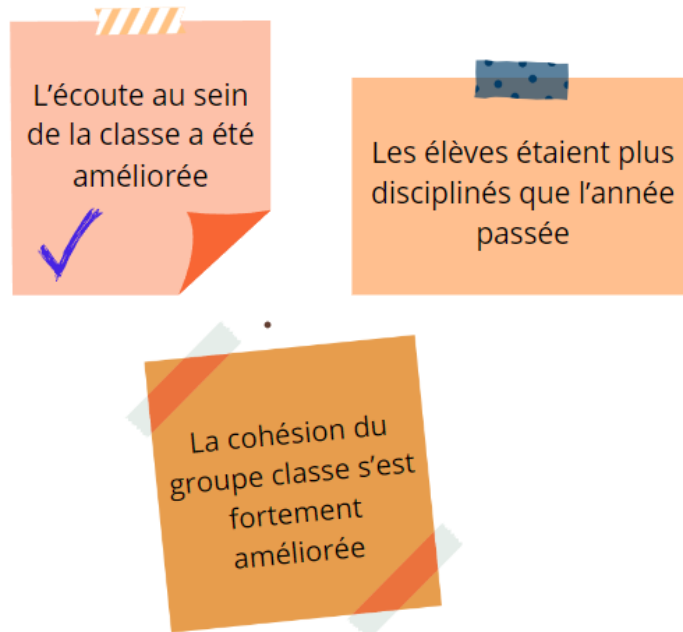 L’écoute au sein
de la classe a été
améliorée
Les élèves étaient plus
disciplinés que l’année
passée
La cohésion du
groupe classe s’est
fortement
améliorée